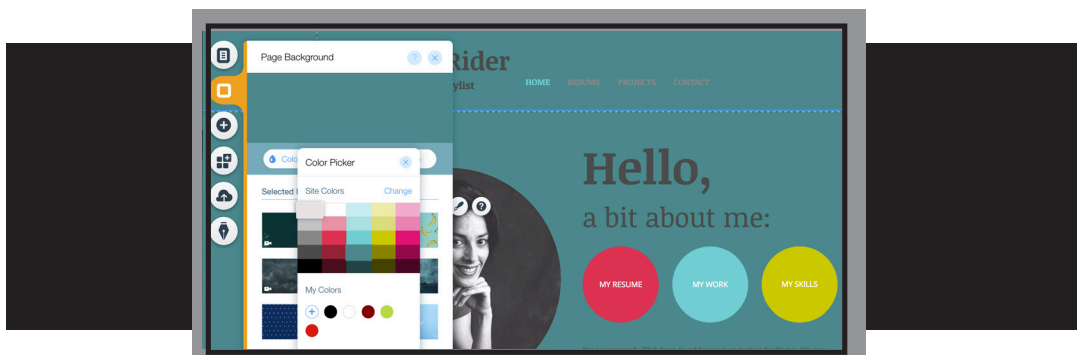 Page Background
?
Rider
ylist
HOME RESUME PROJECTS CONTACT
Color Picker
Selected
Site Colors Change
?
My Colors
Hello,
a bit about me:
MY RESUME MY WORK MY SKILLS